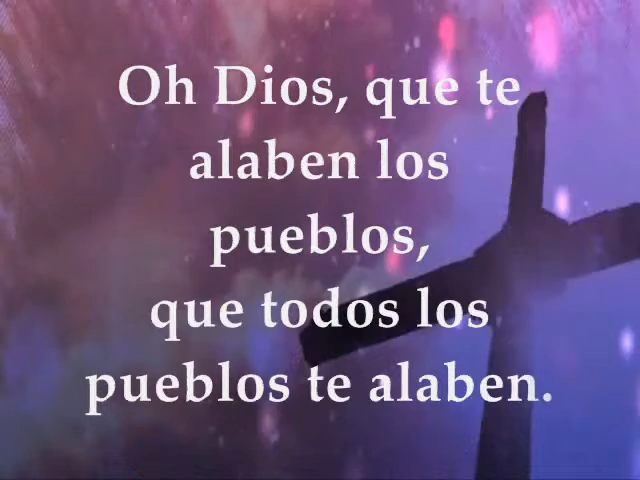 Oh Dios, que te
alaben los
pueblos,
que todos los
pueblos te alaben.